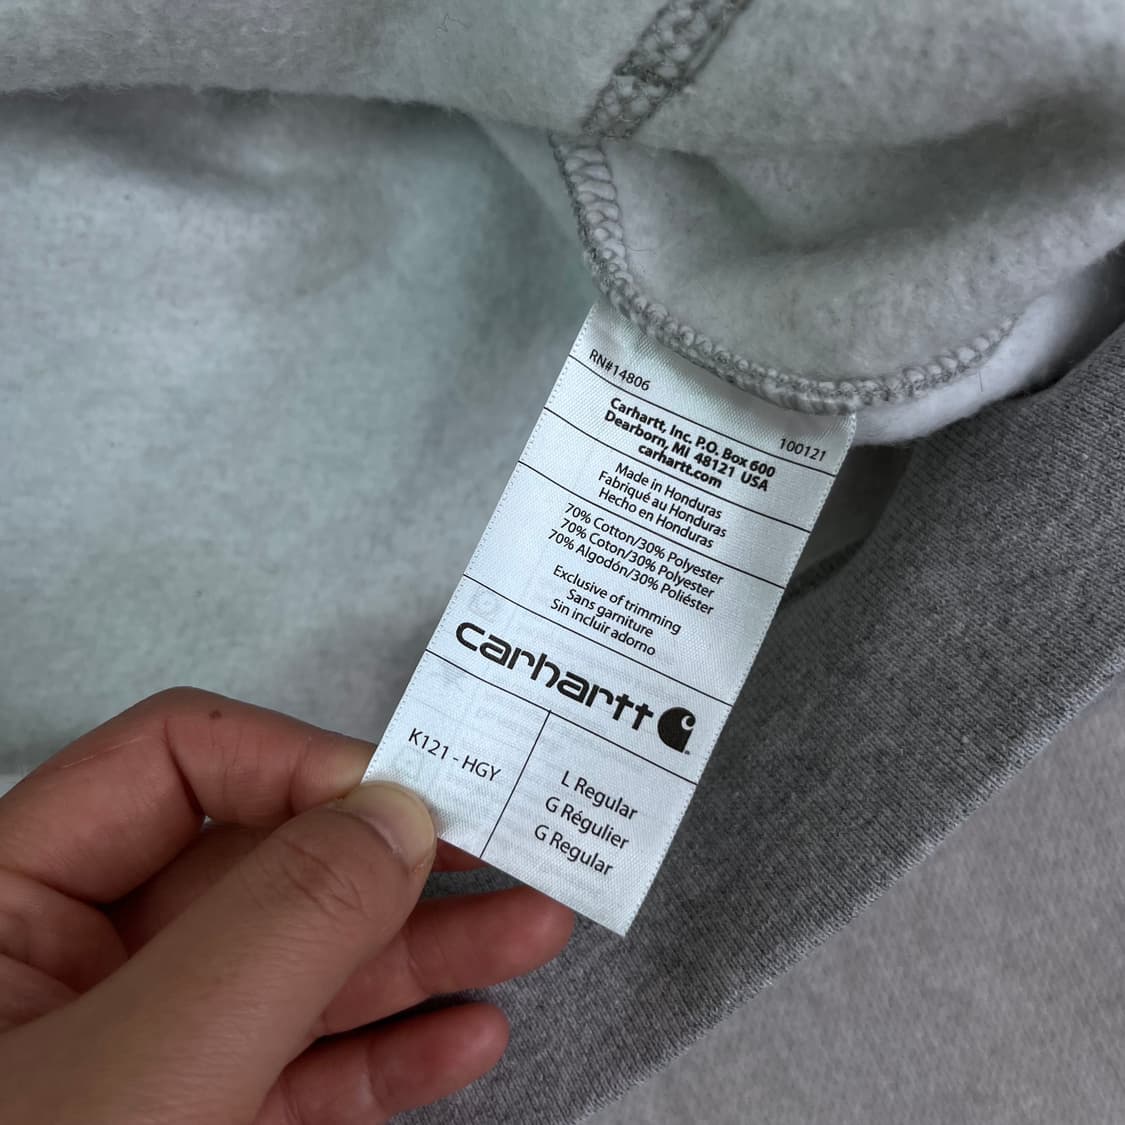 RN#14806
100121
Carhartt, Inc. P.O. Box 600
Dearborn, MI 48121 USA
carhartt.com
Made in Honduras
Fabriqué au Honduras
Hecho en Honduras
70% Cotton/30% Polyester
70% Coton/30% Polyester
70% Algodón/30% Poliéster
Exclusive of trimming
Sans garniture
Sin incluir adorno
carhartt
K121 - HGY
L Regular
G Régulier
G Regular